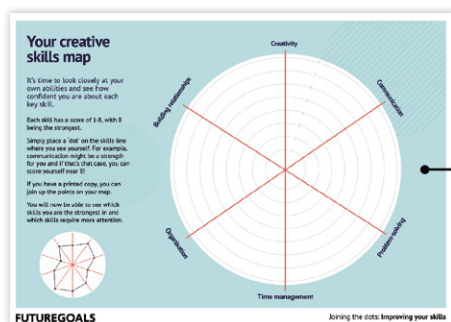 Your creative
skills map
It's time to look closely at your
own abilities and see how
confident you are about each
key skill.
Each skill has a score of 1-8, with 8
being the strongest.
Simply place a 'dot' on the skills line
where you see yourself. For example,
communication might be a strength
for you and if that's that case, you can
score yourself near 8!
If you have a printed copy, you can
join up the points on your map.
You will now be able to see which
skills you are the strongest in and
which skills require more attention.
Creativity
Communication
Problem-solving
Time management
Organisation
Building relationships
FUTUREGOALS
Joining the dots: Improving your skills